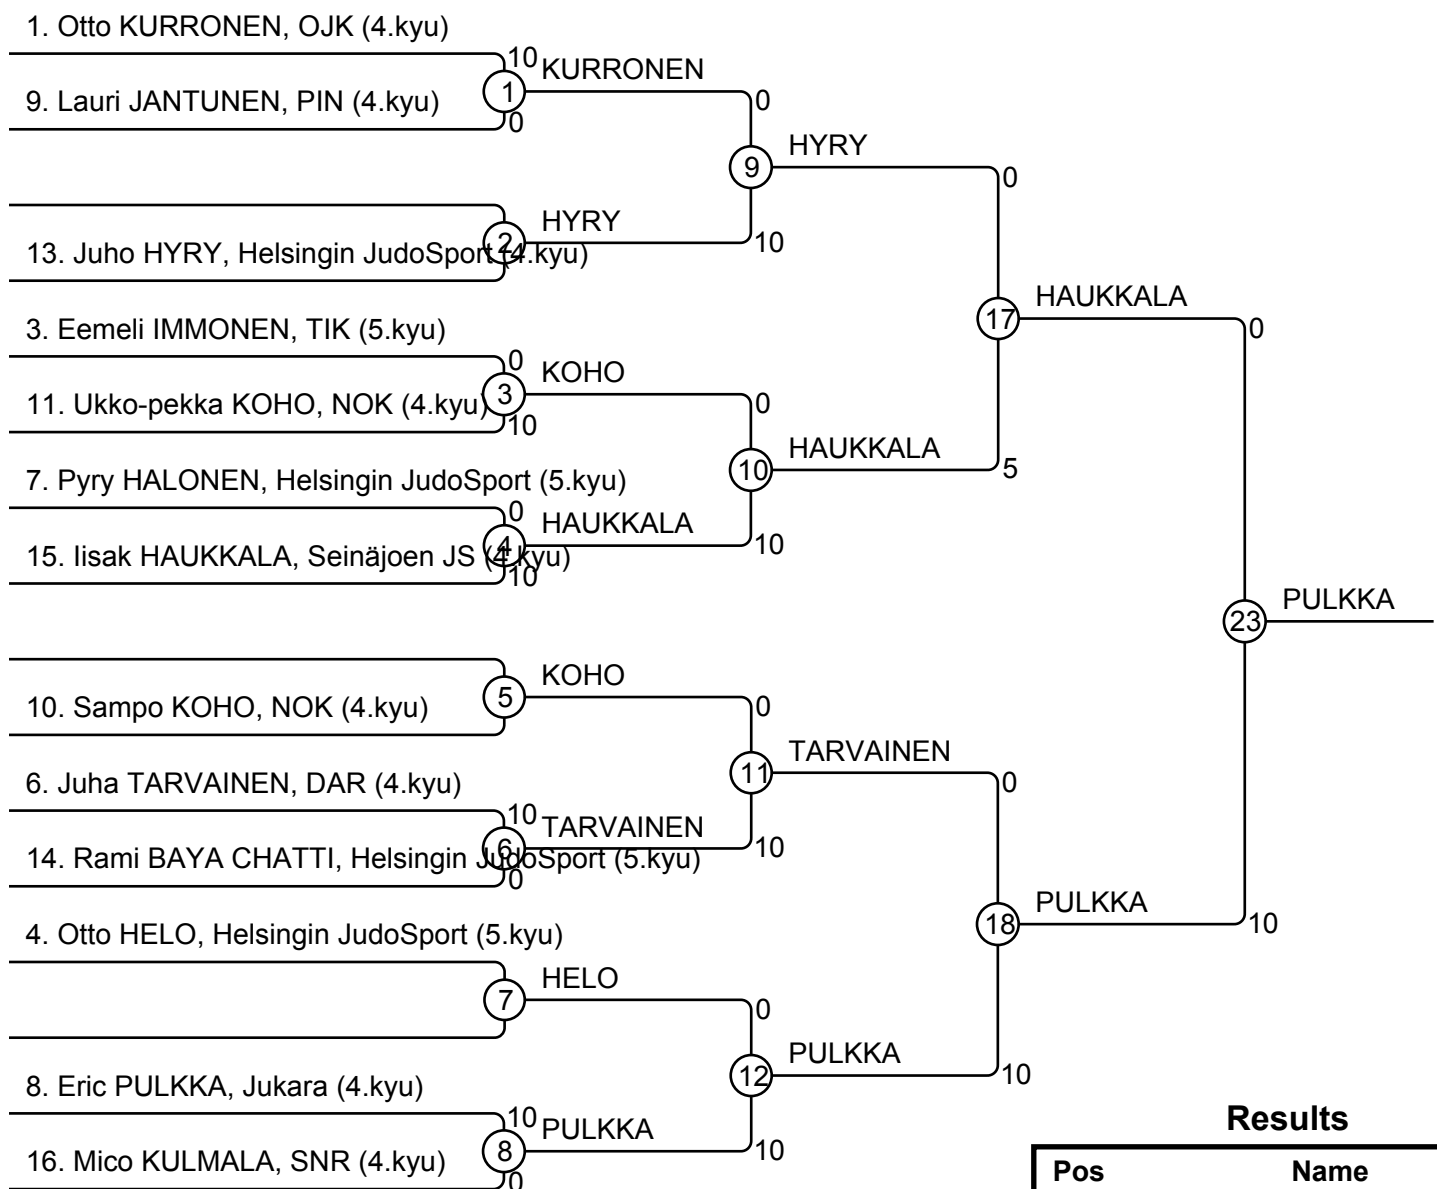 1. Otto KURRONEN, OJK (4.kyu)
10
KURRONEN
1
9. Lauri JANTUNEN, PIN (4.kyu)
0
0
HYRY
9
0
HYRY
2
10
13. Juho HYRY, Helsingin JudoSport (4.kyu)
HAUKKALA
17
0
3. Eemeli IMMONEN, TIK (5.kyu)
0
KOHO
3
0
11. Ukko-pekka KOHO, NOK (4.kyu)
10
HAUKKALA
10
5
7. Pyry HALONEN, Helsingin JudoSport (5.kyu)
0
HAUKKALA
4
10
15. Iisak HAUKKALA, Seinäjoen JS (4.kyu)
10
PULKKA
23
KOHO
5
0
10. Sampo KOHO, NOK (4.kyu)
TARVAINEN
11
0
6. Juha TARVAINEN, DAR (4.kyu)
10
TARVAINEN
6
10
14. Rami BAYA CHATTI, Helsingin JudoSport (5.kyu)
0
PULKKA
18
10
4. Otto HELO, Helsingin JudoSport (5.kyu)
HELO
7
0
PULKKA
12
10
8. Eric PULKKA, Jukara (4.kyu)
10
PULKKA
8
10
16. Mico KULMALA, SNR (4.kyu)
0
Results
Pos Name